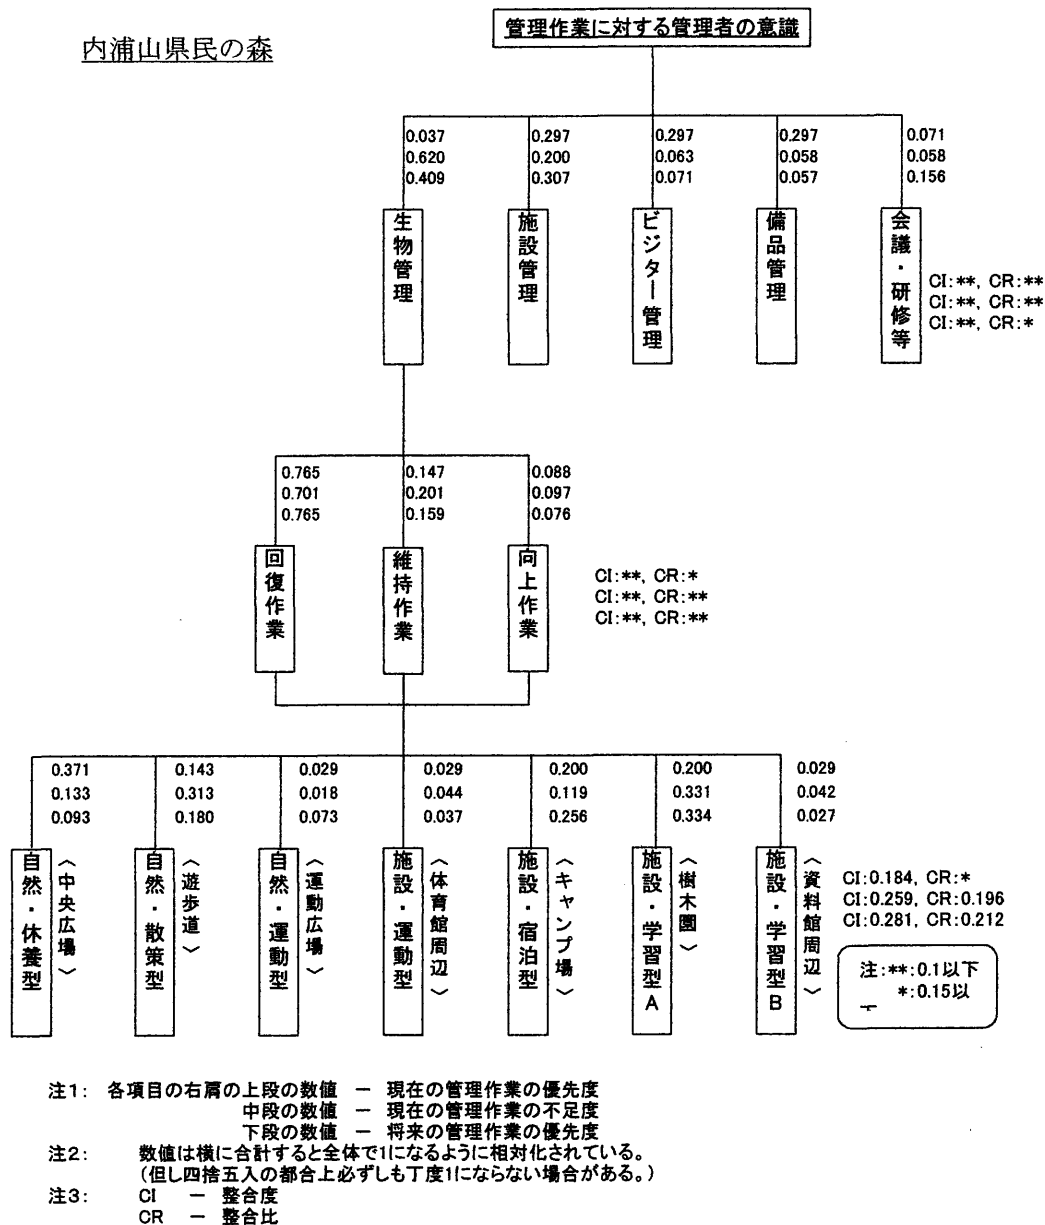 内浦山県民の森
管理作業に対する管理者の意識
0.037 0.297 0.297 0.297 0.071
0.620 0.200 0.063 0.058 0.058
0.409 0.307 0.071 0.057 0.156
生物管理
施設管理
ビジター管理
備品管理
会議・研修等
CI:**, CR:**
CI:**, CR:**
CI:**, CR:*
0.765 0.147 0.088
0.701 0.201 0.097
0.765 0.159 0.076
回復作業
維持作業
向上作業
CI:**, CR:*
CI:**, CR:**
CI:**, CR:**
0.371 0.143 0.029 0.029 0.200 0.200 0.029
0.133 0.313 0.018 0.044 0.119 0.331 0.042
0.093 0.180 0.073 0.037 0.256 0.334 0.027
自然・休養型
〈中央広場〉
自然・散策型
〈遊歩道〉
自然・運動型
〈運動広場〉
施設・運動型
〈体育館周辺〉
施設・宿泊型
〈キャンプ場〉
施設・学習型A
〈樹木園〉
施設・学習型B
〈資料館周辺〉
CI:0.184, CR:*
CI:0.259, CR:0.196
CI:0.281, CR:0.212
注:**:0.1以下
*:0.15以
下
注1: 各項目の右肩の上段の数値 ー 現在の管理作業の優先度
中段の数値 ー 現在の管理作業の不足度
下段の数値 ー 将来の管理作業の優先度
注2: 数値は横に合計すると全体で1になるように相対化されている。
(但し四捨五入の都合上必ずしも丁度1にならない場合がある。)
注3: CI ー 整合度
CR ー 整合比